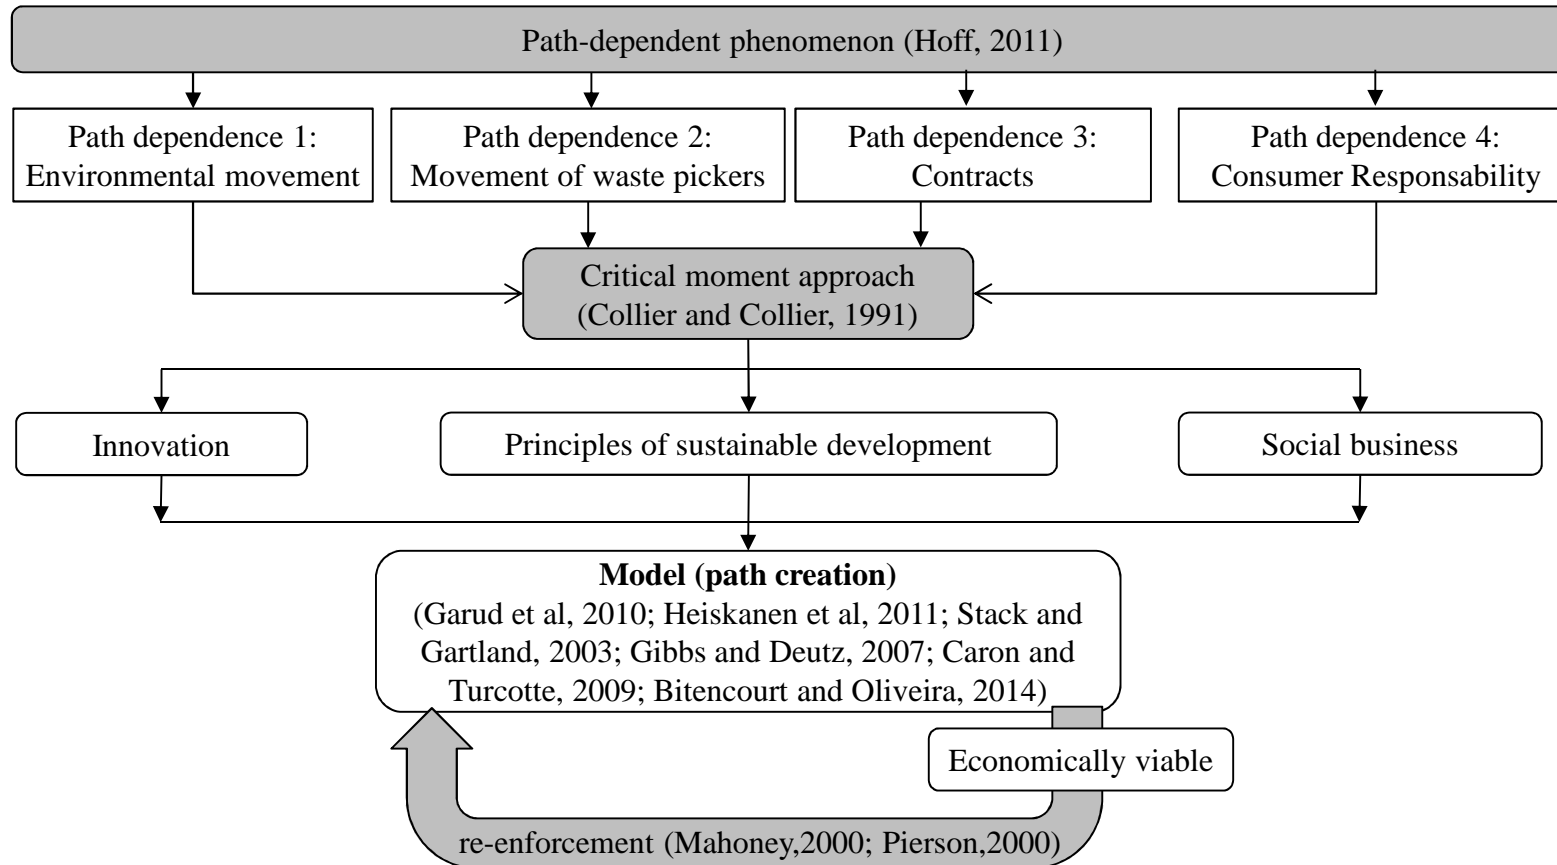 Path-dependent phenomenon (Hoff, 2011)
Path dependence 1:
Environmental movement
Path dependence 2:
Movement of waste pickers
Path dependence 3:
Contracts
Path dependence 4:
Consumer Responsability
Critical moment approach
(Collier and Collier, 1991)
Innovation
Principles of sustainable development
Social business
Model (path creation)
(Garud et al, 2010; Heiskanen et al, 2011; Stack and
Gartland, 2003; Gibbs and Deutz, 2007; Caron and
Turcotte, 2009; Bitencourt and Oliveira, 2014)
Economically viable
re-enforcement (Mahoney,2000; Pierson,2000)